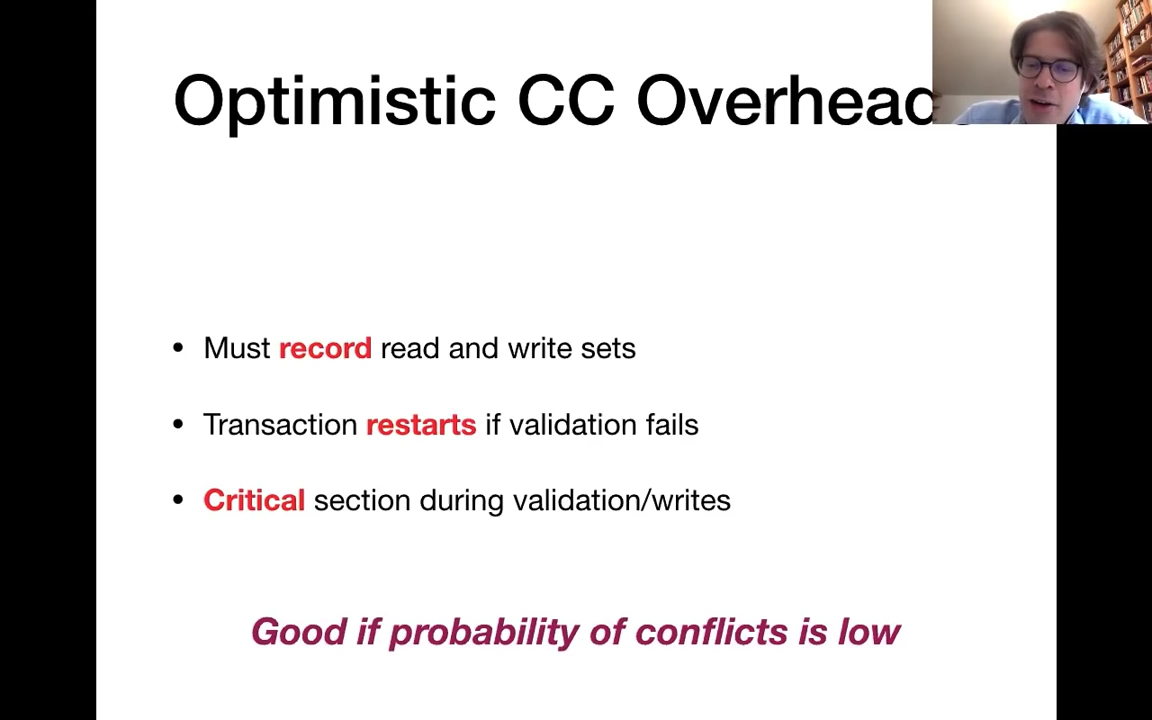 Optimistic CC Overhead
• Must record read and write sets
• Transaction restarts if validation fails
• Critical section during validation/writes
Good if probability of conflicts is low